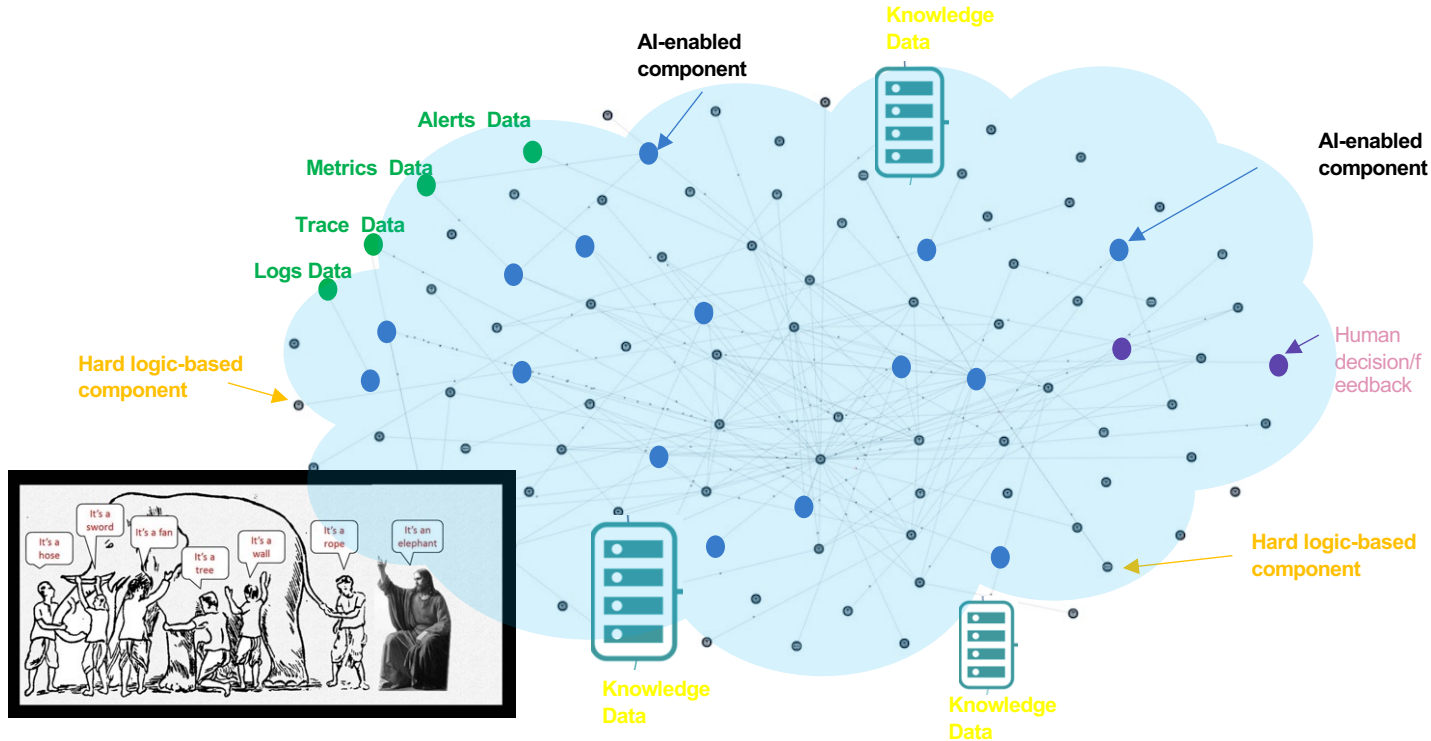 Knowledge
Data
AI-enabled
component
Alerts Data
AI-enabled
component
Metrics Data
Trace Data
Logs Data
Human
decision/f
eedback
Hard logic-based
component
It's a
hose
It's a
sword
It's a fan
It's a
tree
It's a
wall
It's a
rope
It's an
elephant
Hard logic-based
component
Knowledge
Data
Knowledge
Data